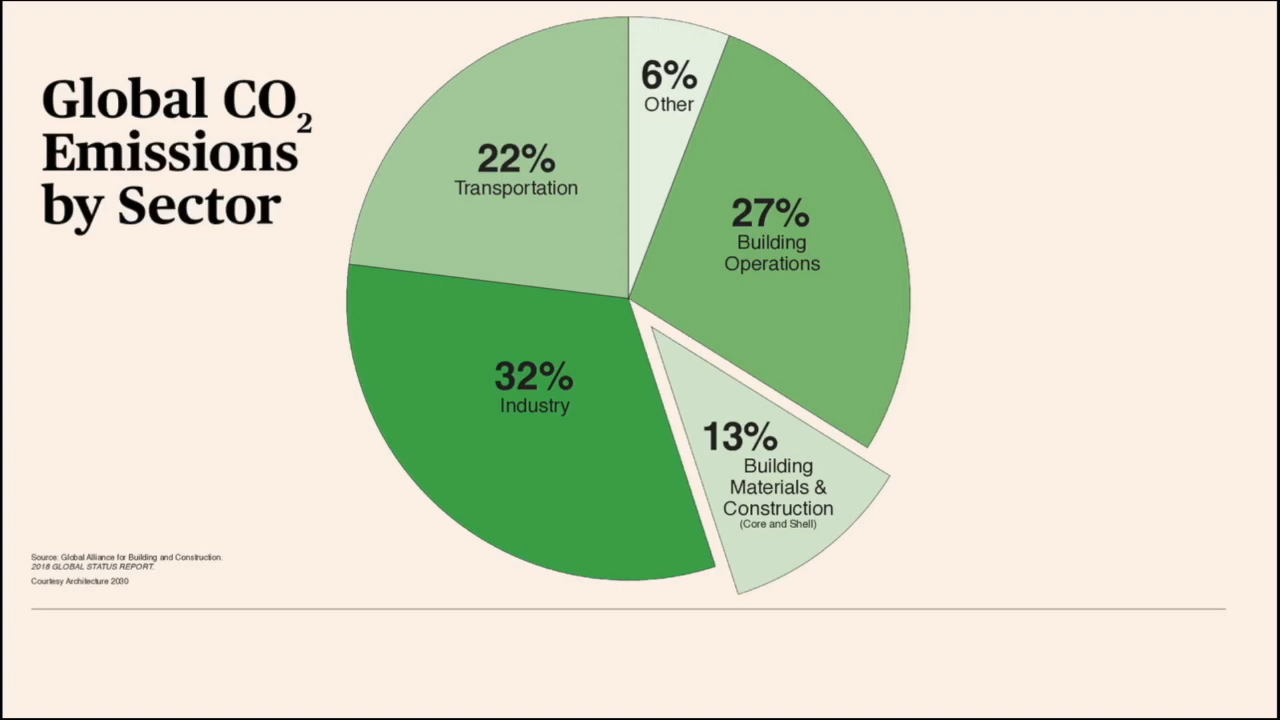 Global CO2
Emissions
by Sector
6%
Other
22%
Transportation
27%
Building
Operations
32%
Industry
13%
Building
Materials &
Construction
(Core and Shell)
Source: Global Alliance for Building and Construction.
2018 GLOBAL STATUS REPORT.
Courtesy Architecture 2030